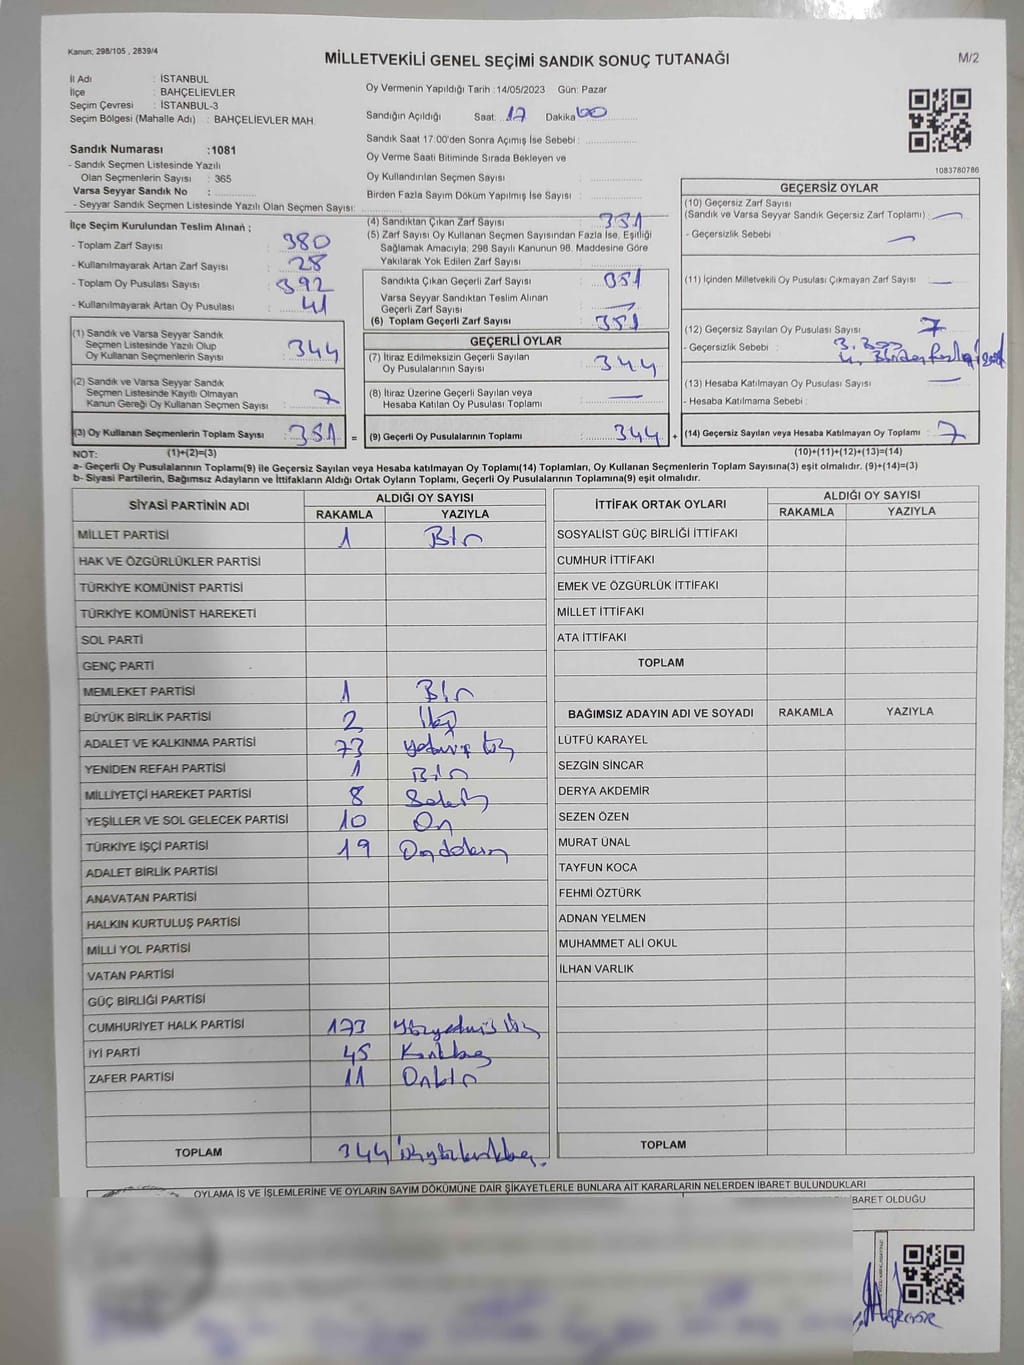 Kanun: 298/105 , 2839/4
MİLLETVEKİLİ GENEL SEÇİMİ SANDIK SONUÇ TUTANAĞI
M/2
İl Adı : İSTANBUL
İlçe : BAHÇELİEVLER
Seçim Çevresi : İSTANBUL-3
Seçim Bölgesi (Mahalle Adı) : BAHÇELİEVLER MAH.
Oy Vermenin Yapıldığı Tarih :14/05/2023 Gün: Pazar
Sandığın Açıldığı Saat: 17 Dakika 00
Sandık Saat 17.00'den Sonra Açımış İse Sebebi :
Oy Verme Saati Bitiminde Sırada Bekleyen ve
Oy Kullandırılan Seçmen Sayısı :
Birden Fazla Sayım Döküm Yapılmış İse Sayısı :
Sandık Numarası :1081
- Sandık Seçmen Listesinde Yazılı
Olan Seçmenlerin Sayısı : 365
Varsa Seyyar Sandık No :
- Seyyar Sandık Seçmen Listesinde Yazılı Olan Seçmen Sayısı:
1083780786
İlçe Seçim Kurulundan Teslim Alınan ;
- Toplam Zarf Sayısı : 380
- Kullanılmayarak Artan Zarf Sayısı : 28
- Toplam Oy Pusulası Sayısı : 392
- Kullanılmayarak Artan Oy Pusulası : 41
(1) Sandık ve Varsa Seyyar Sandık
Seçmen Listesinde Yazılı Olup
Oy Kullanan Seçmenlerin Sayısı : 344
(2) Sandık ve Varsa Seyyar Sandık
Seçmen Listesinde Kayıtlı Olmayan
Kanun Gereği Oy Kullanan Seçmen Sayısı : 7
(3) Oy Kullanan Seçmenlerin Toplam Sayısı : 351 =
(4) Sandıktan Çıkan Zarf Sayısı : 351
(5) Zarf Sayısı Oy Kullanan Seçmen Sayısından Fazla İse, Eşitliği
Sağlamak Amacıyla; 298 Sayılı Kanunun 98. Maddesine Göre
Yakılarak Yok Edilen Zarf Sayısı :
Sandıkta Çıkan Geçerli Zarf Sayısı : 351
Varsa Seyyar Sandıktan Teslim Alınan
Geçerli Zarf Sayısı : —
(6) Toplam Geçerli Zarf Sayısı : 351
GEÇERLİ OYLAR
(7) İtiraz Edilmeksizin Geçerli Sayılan
Oy Pusulalarının Sayısı : 344
(8) İtiraz Üzerine Geçerli Sayılan veya
Hesaba Katılan Oy Pusulası Toplamı : —
(9) Geçerli Oy Pusulalarının Toplamı : 344 +
GEÇERSİZ OYLAR
(10) Geçersiz Zarf Sayısı
(Sandık ve Varsa Seyyar Sandık Geçersiz Zarf Toplamı) : —
- Geçersizlik Sebebi : —
(11) İçinden Milletvekili Oy Pusulası Çıkmayan Zarf Sayısı : —
(12) Geçersiz Sayılan Oy Pusulası Sayısı : 7
- Geçersizlik Sebebi :
(13) Hesaba Katılmayan Oy Pusulası Sayısı : —
- Hesaba Katılmama Sebebi :
(14) Geçersiz Sayılan veya Hesaba Katılmayan Oy Toplamı : 7
NOT: (1)+(2)=(3)
(10)+(11)+(12)+(13)=(14)
a- Geçerli Oy Pusulalarının Toplamı(9) ile Geçersiz Sayılan veya Hesaba katılmayan Oy Toplamı(14) Toplamları, Oy Kullanan Seçmenlerin Toplam Sayısına(3) eşit olmalıdır. (9)+(14)=(3)
b- Siyasi Partilerin, Bağımsız Adayların ve İttifakların Aldığı Ortak Oyların Toplamı, Geçerli Oy Pusulalarının Toplamına(9) eşit olmalıdır.
SİYASİ PARTİNİN ADI
ALDIĞI OY SAYISI
RAKAMLA YAZIYLA
MİLLET PARTİSİ 1 Bir
HAK VE ÖZGÜRLÜKLER PARTİSİ
TÜRKİYE KOMÜNİST PARTİSİ
TÜRKİYE KOMÜNİST HAREKETİ
SOL PARTİ
GENÇ PARTİ
MEMLEKET PARTİSİ 1 Bir
BÜYÜK BİRLİK PARTİSİ 2 İki
ADALET VE KALKINMA PARTİSİ 73 Yetmiş üç
YENİDEN REFAH PARTİSİ 1 Bir
MİLLİYETÇİ HAREKET PARTİSİ 8 Sekiz
YEŞİLLER VE SOL GELECEK PARTİSİ 10 On
TÜRKİYE İŞÇİ PARTİSİ 19 Ondokuz
ADALET BİRLİK PARTİSİ
ANAVATAN PARTİSİ
HALKIN KURTULUŞ PARTİSİ
MİLLİ YOL PARTİSİ
VATAN PARTİSİ
GÜÇ BİRLİĞİ PARTİSİ
CUMHURİYET HALK PARTİSİ 173 Yüzyetmiş üç
İYİ PARTİ 45 Kırkbeş
ZAFER PARTİSİ 11 Onbir
TOPLAM 344
İTTİFAK ORTAK OYLARI
ALDIĞI OY SAYISI
RAKAMLA YAZIYLA
SOSYALİST GÜÇ BİRLİĞİ İTTİFAKI
CUMHUR İTTİFAKI
EMEK VE ÖZGÜRLÜK İTTİFAKI
MİLLET İTTİFAKI
ATA İTTİFAKI
TOPLAM
BAĞIMSIZ ADAYIN ADI VE SOYADI RAKAMLA YAZIYLA
LÜTFÜ KARAYEL
SEZGİN SİNCAR
DERYA AKDEMİR
SEZEN ÖZEN
MURAT ÜNAL
TAYFUN KOCA
FEHMİ ÖZTÜRK
ADNAN YELMEN
MUHAMMET ALİ OKUL
İLHAN VARLIK
TOPLAM
OYLAMA İŞ VE İŞLEMLERİNE VE OYLARIN SAYIM DÖKÜMÜNE DAİR ŞİKAYETLERLE BUNLARA AİT KARARLARIN NELERDEN İBARET BULUNDUKLARI
İBARET OLDUĞU